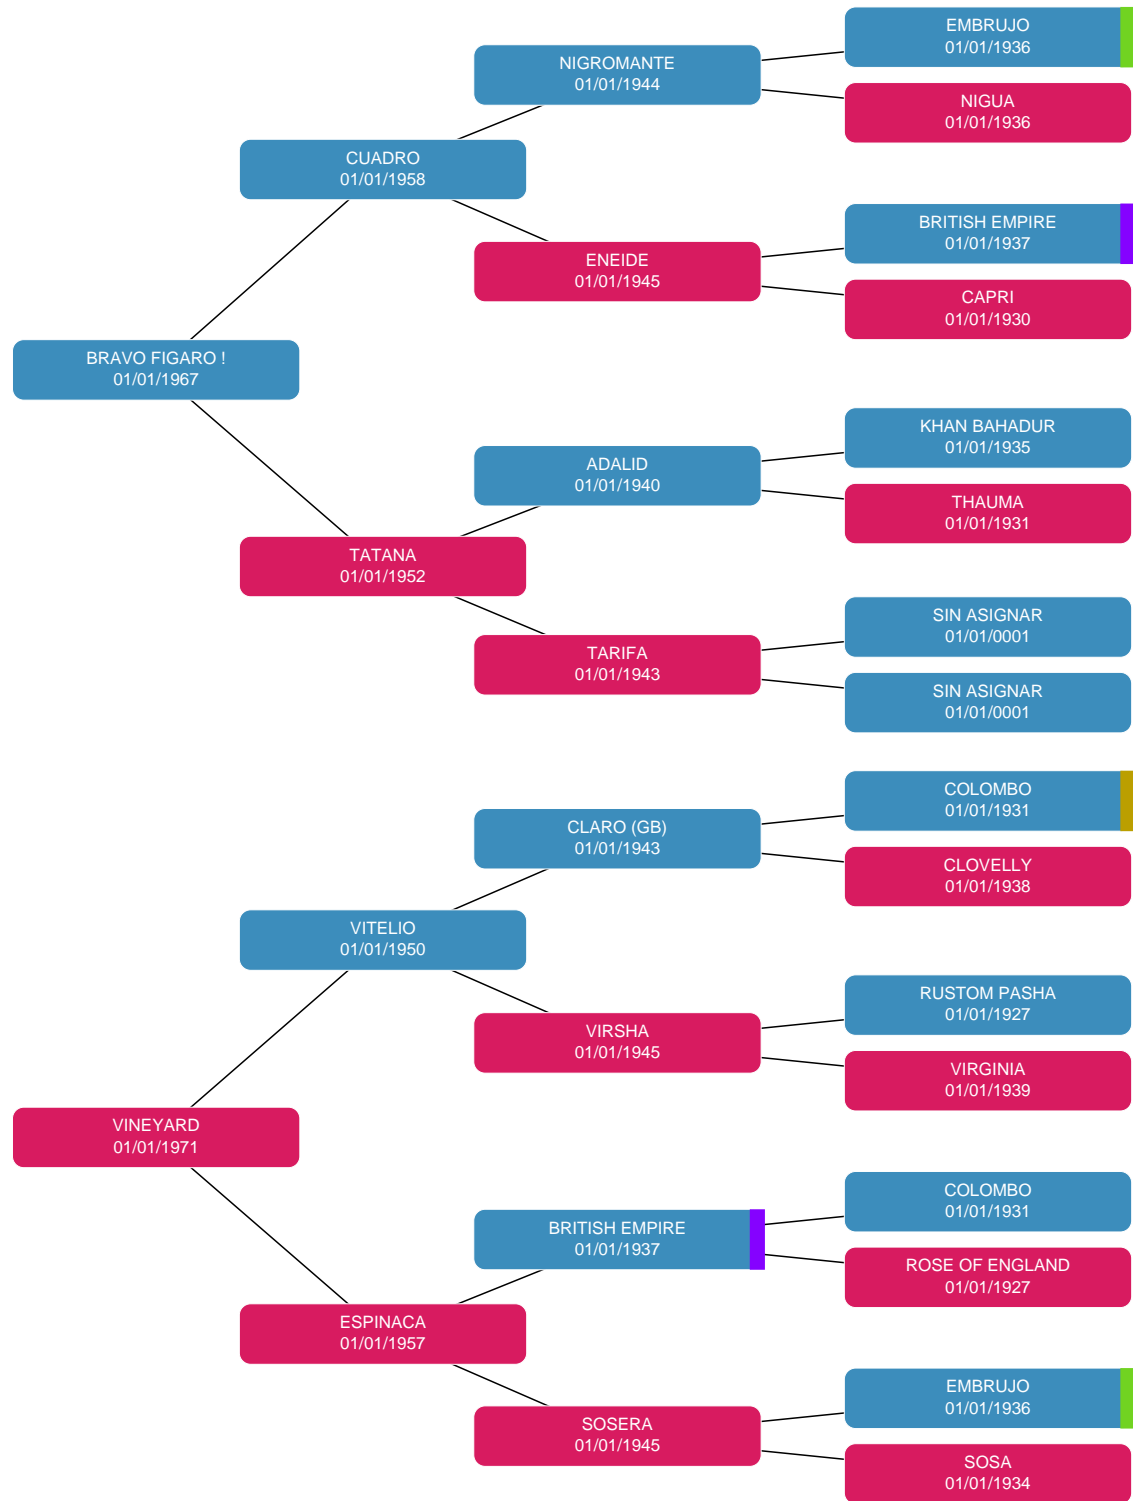 EMBRUJO
01/01/1936
NIGROMANTE
01/01/1944
NIGUA
01/01/1936
CUADRO
01/01/1958
BRITISH EMPIRE
01/01/1937
ENEIDE
01/01/1945
CAPRI
01/01/1930
BRAVO FIGARO !
01/01/1967
KHAN BAHADUR
01/01/1935
ADALID
01/01/1940
THAUMA
01/01/1931
TATANA
01/01/1952
SIN ASIGNAR
01/01/0001
TARIFA
01/01/1943
SIN ASIGNAR
01/01/0001
COLOMBO
01/01/1931
CLARO (GB)
01/01/1943
CLOVELLY
01/01/1938
VITELIO
01/01/1950
RUSTOM PASHA
01/01/1927
VIRSHA
01/01/1945
VIRGINIA
01/01/1939
VINEYARD
01/01/1971
COLOMBO
01/01/1931
BRITISH EMPIRE
01/01/1937
ROSE OF ENGLAND
01/01/1927
ESPINACA
01/01/1957
EMBRUJO
01/01/1936
SOSERA
01/01/1945
SOSA
01/01/1934